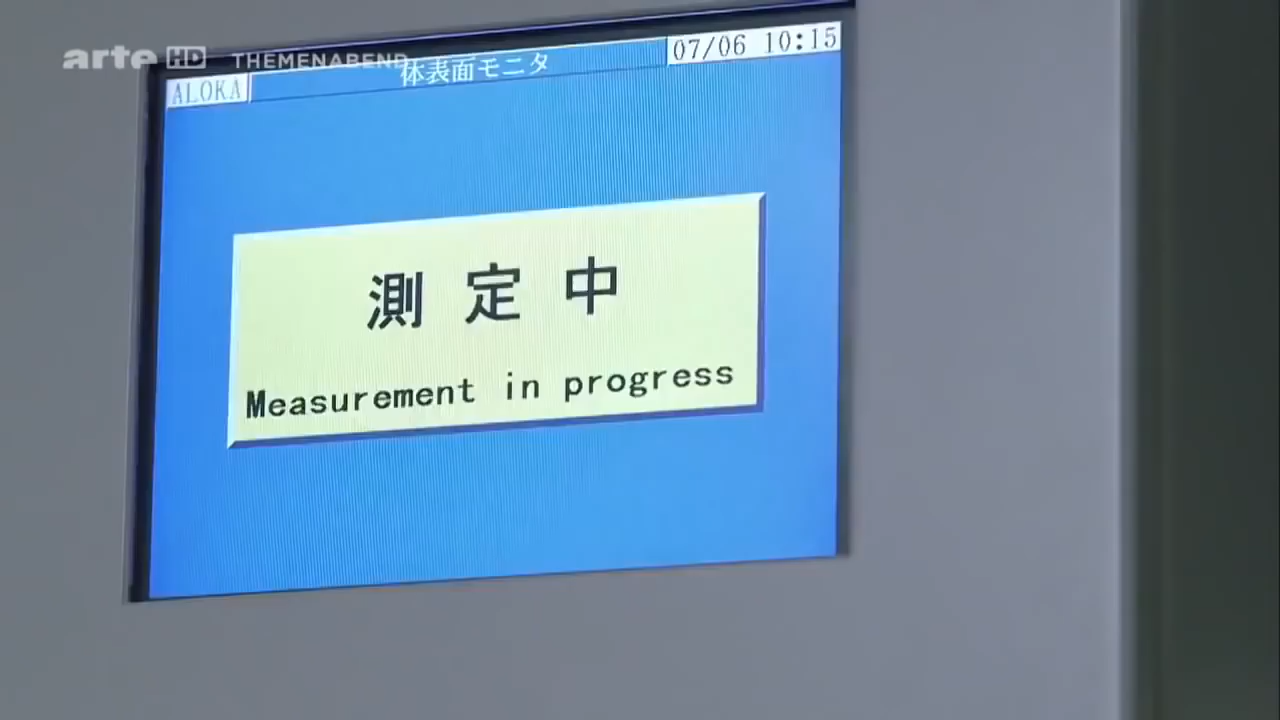 arte HD THEMENABEND
ALOKA 体表面モニタ 07/06 10:15
測定中
Measurement in progress